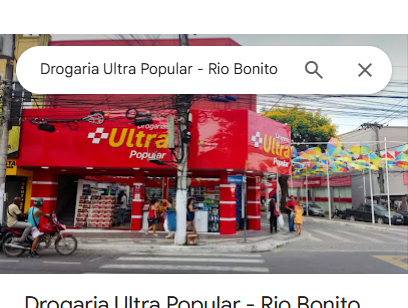 Drogaria Ultra Popular - Rio Bonito
Drogarias
Ultra
Popular
Ultra
Popular
Drogaria Ultra Popular - Rio Bonito